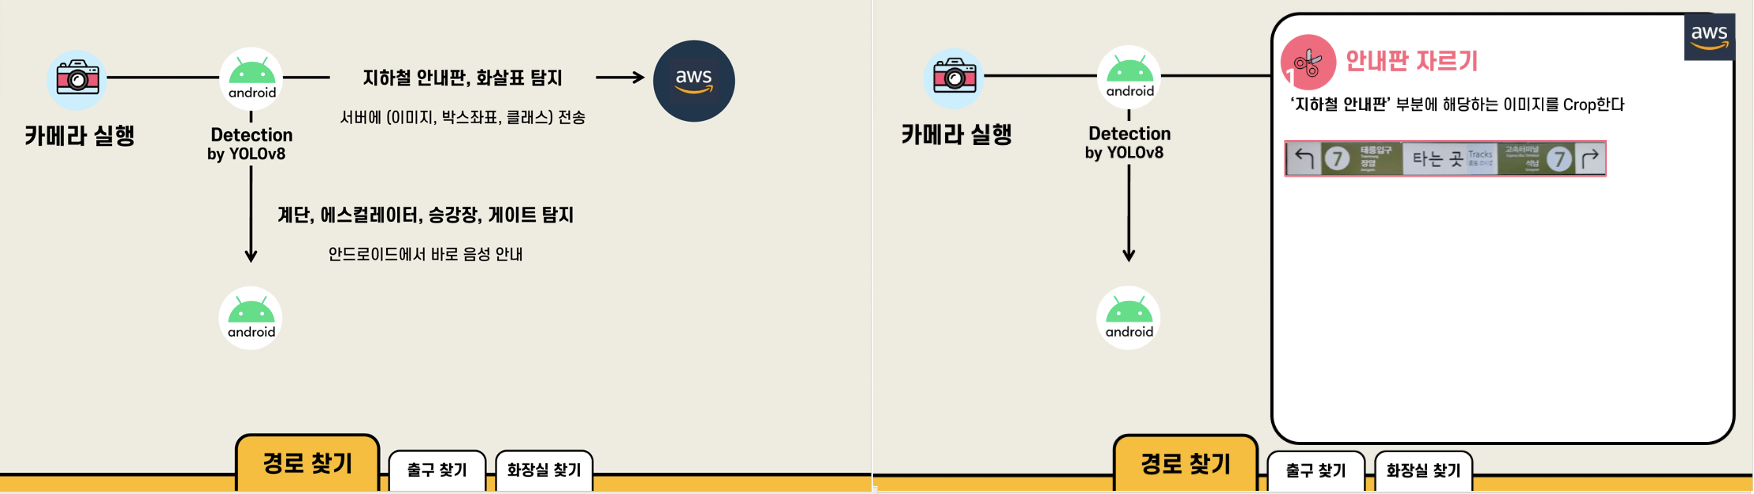 카메라 실행
android
Detection
by YOLOv8
지하철 안내판, 화살표 탐지
서버에 (이미지, 박스좌표, 클래스) 전송
aws
계단, 에스컬레이터, 승강장, 게이트 탐지
안드로이드에서 바로 음성 안내
android
경로 찾기
출구 찾기
화장실 찾기
카메라 실행
android
Detection
by YOLOv8
android
aws
1
안내판 자르기
‘지하철 안내판’ 부분에 해당하는 이미지를 Crop한다
7 태릉입구 장암 타는 곳 Tracks 고속터미널 석남 7
경로 찾기
출구 찾기
화장실 찾기